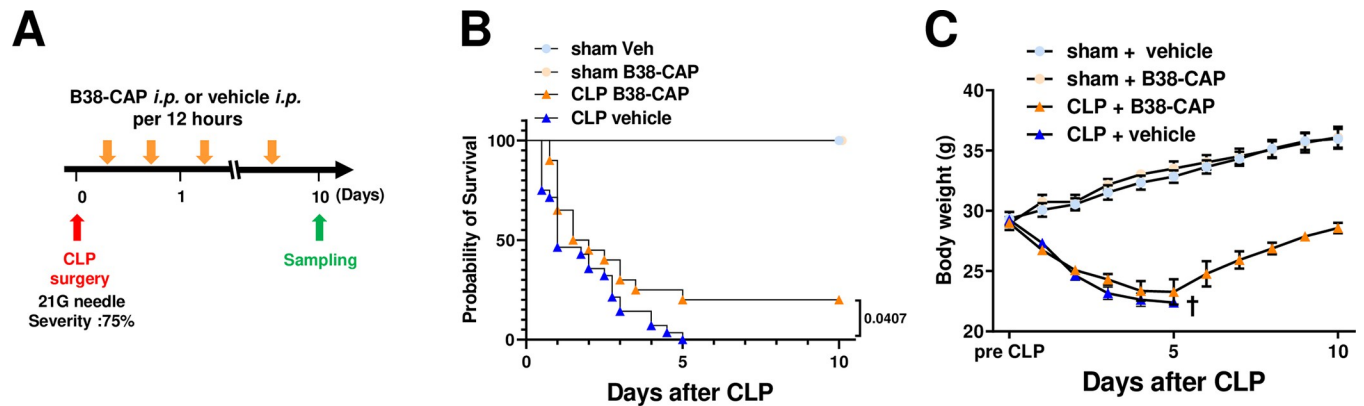 A
B38-CAP i.p. or vehicle i.p.
per 12 hours
0
1
10 (Days)
CLP
surgery
Sampling
21G needle
Severity :75%
B
sham Veh
sham B38-CAP
CLP B38-CAP
CLP vehicle
Probability of Survival
100
50
0
0
5
10
0.0407
Days after CLP
C
sham + vehicle
sham + B38-CAP
CLP + B38-CAP
CLP + vehicle
Body weight (g)
40
35
30
25
20
†
pre CLP
5
10
Days after CLP